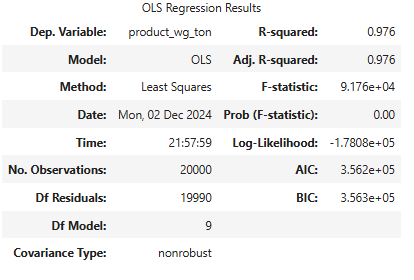 OLS Regression Results
Dep. Variable: product_wg_ton R-squared: 0.976
Model: OLS Adj. R-squared: 0.976
Method: Least Squares F-statistic: 9.176e+04
Date: Mon, 02 Dec 2024 Prob (F-statistic): 0.00
Time: 21:57:59 Log-Likelihood: -1.7808e+05
No. Observations: 20000 AIC: 3.562e+05
Df Residuals: 19990 BIC: 3.563e+05
Df Model: 9
Covariance Type: nonrobust